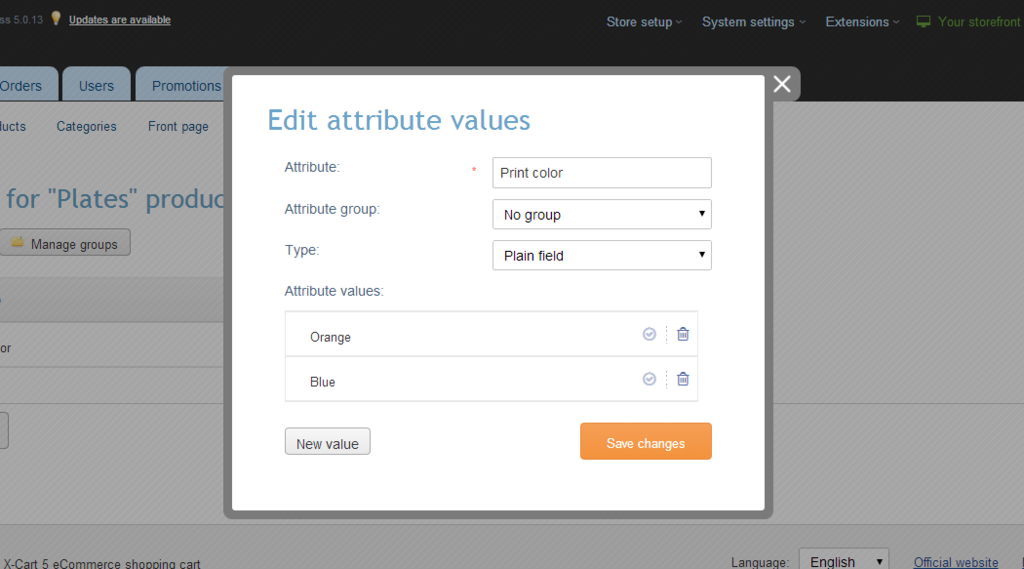 ss 5.0.13 Updates are available
Store setup System settings Extensions Your storefront
Orders Users Promotions
ucts Categories Front page
Edit attribute values
Attribute: * Print color
for "Plates" produc
Attribute group: No group
Manage groups
Type: Plain field
Attribute values:
Orange
or
Blue
New value Save changes
X-Cart 5 eCommerce shopping cart
Language: English Official website